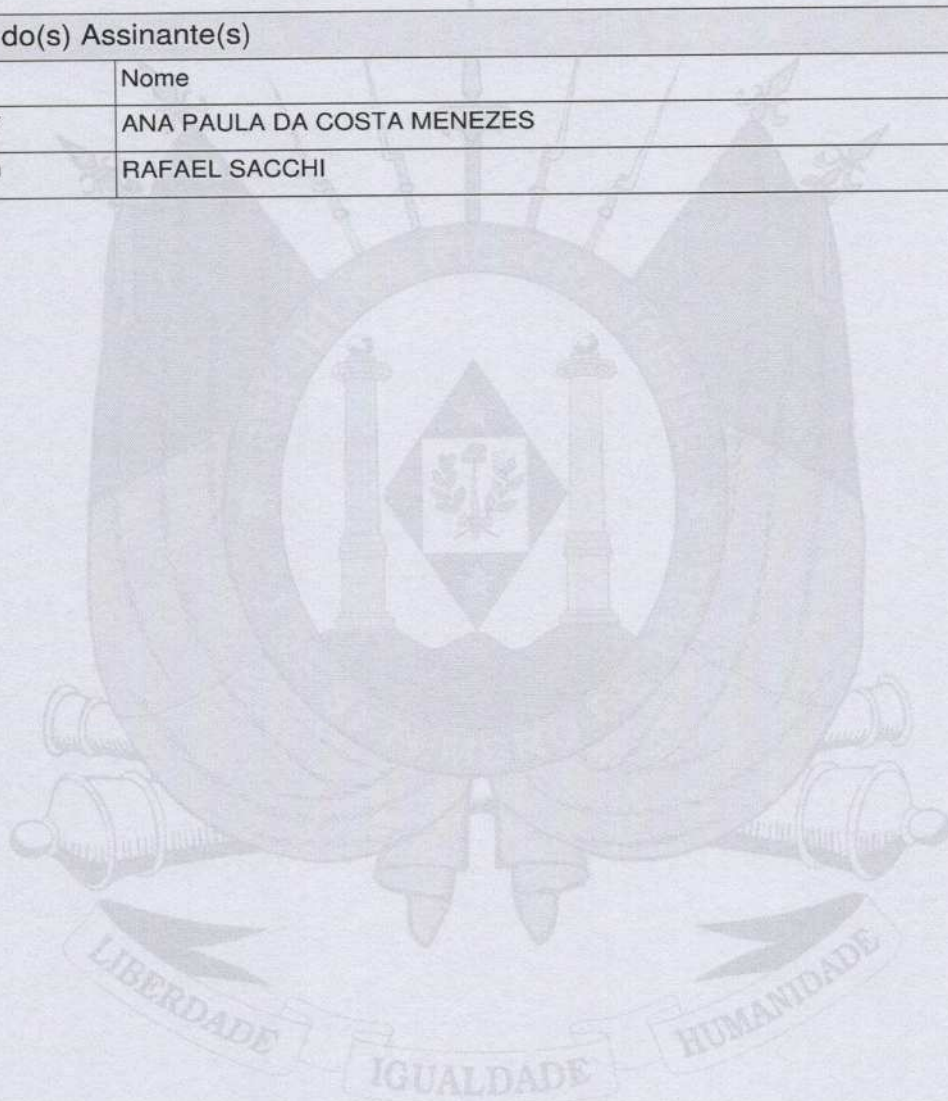 do(s) Assinante(s)
Nome
ANA PAULA DA COSTA MENEZES
RAFAEL SACCHI
LIBERDADE
IGUALDADE
HUMANIDADE